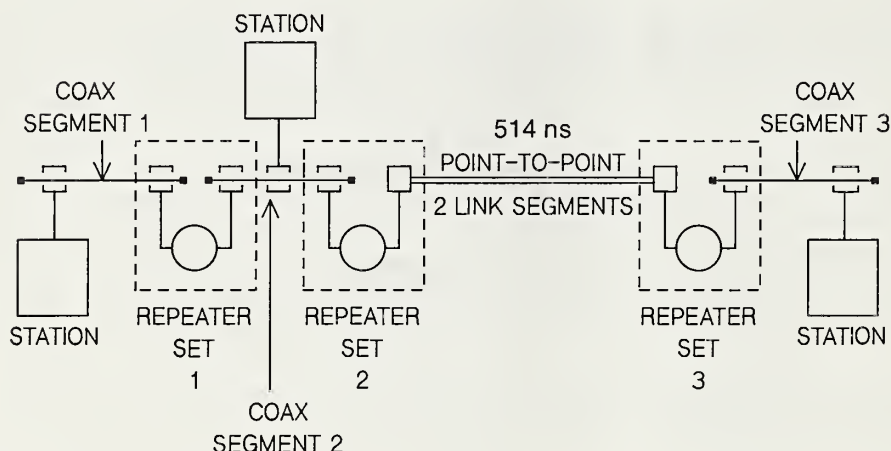 STATION
COAX
SEGMENT 1
514 ns
POINT-TO-POINT
2 LINK SEGMENTS
COAX
SEGMENT 3
STATION
REPEATER
SET
1
REPEATER
SET
2
REPEATER
SET
3
STATION
COAX
SEGMENT 2